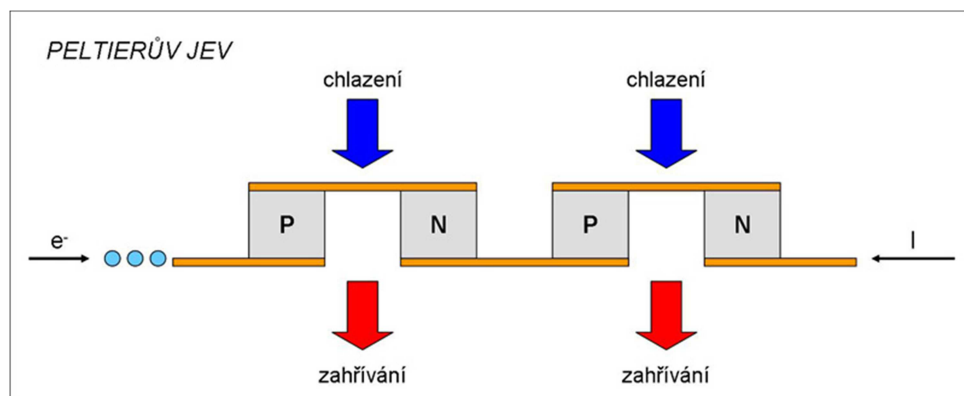 PELTIERŮV JEV
chlazení chlazení
P N P N
e- I
zahřívání zahřívání